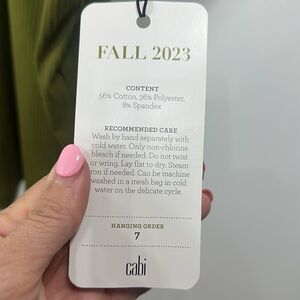 FALL 2023
CONTENT
56% Cotton, 36% Polyester,
8% Spandex
RECOMMENDED CARE
Wash by hand separately with
cold water. Only non-chlorine
bleach if needed. Do not twist
or wring. Lay flat to dry. Steam
iron if needed. Can be machine
washed in a mesh bag in cold
water on the delicate cycle.
HANGING ORDER
7
cabi